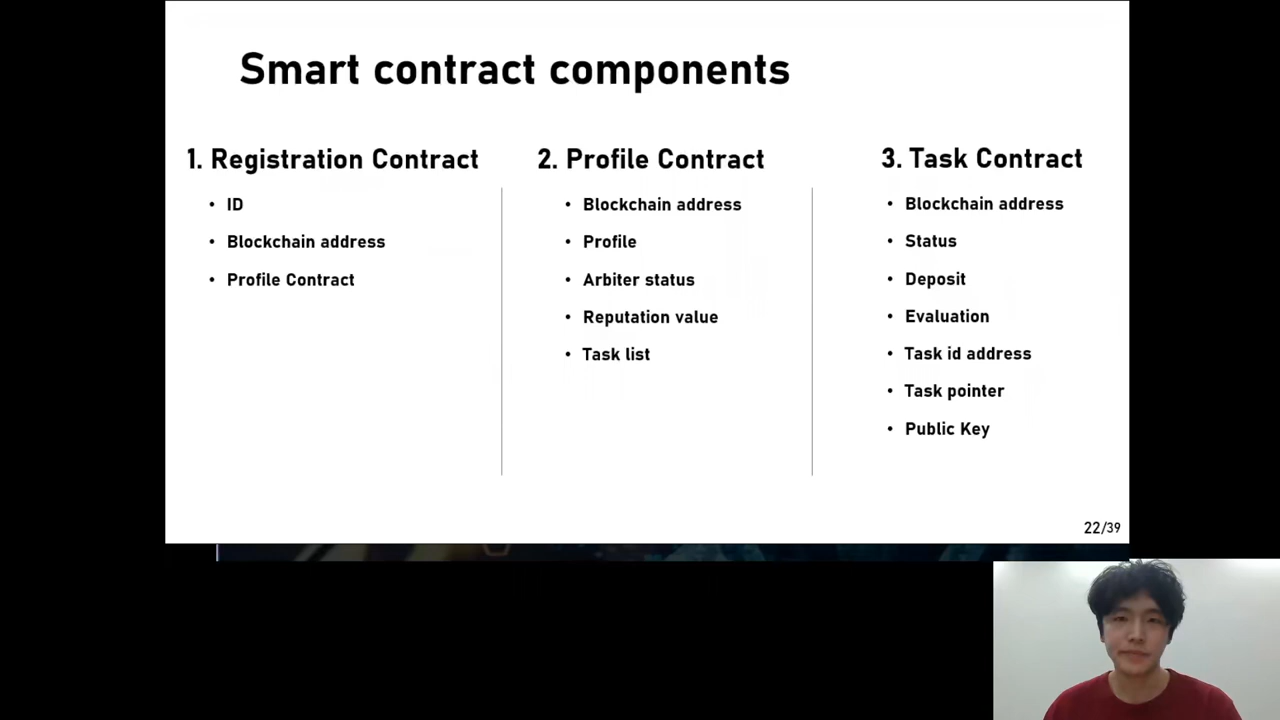 Smart contract components
1. Registration Contract
• ID
• Blockchain address
• Profile Contract
2. Profile Contract
• Blockchain address
• Profile
• Arbiter status
• Reputation value
• Task list
3. Task Contract
• Blockchain address
• Status
• Deposit
• Evaluation
• Task id address
• Task pointer
• Public Key
22/39